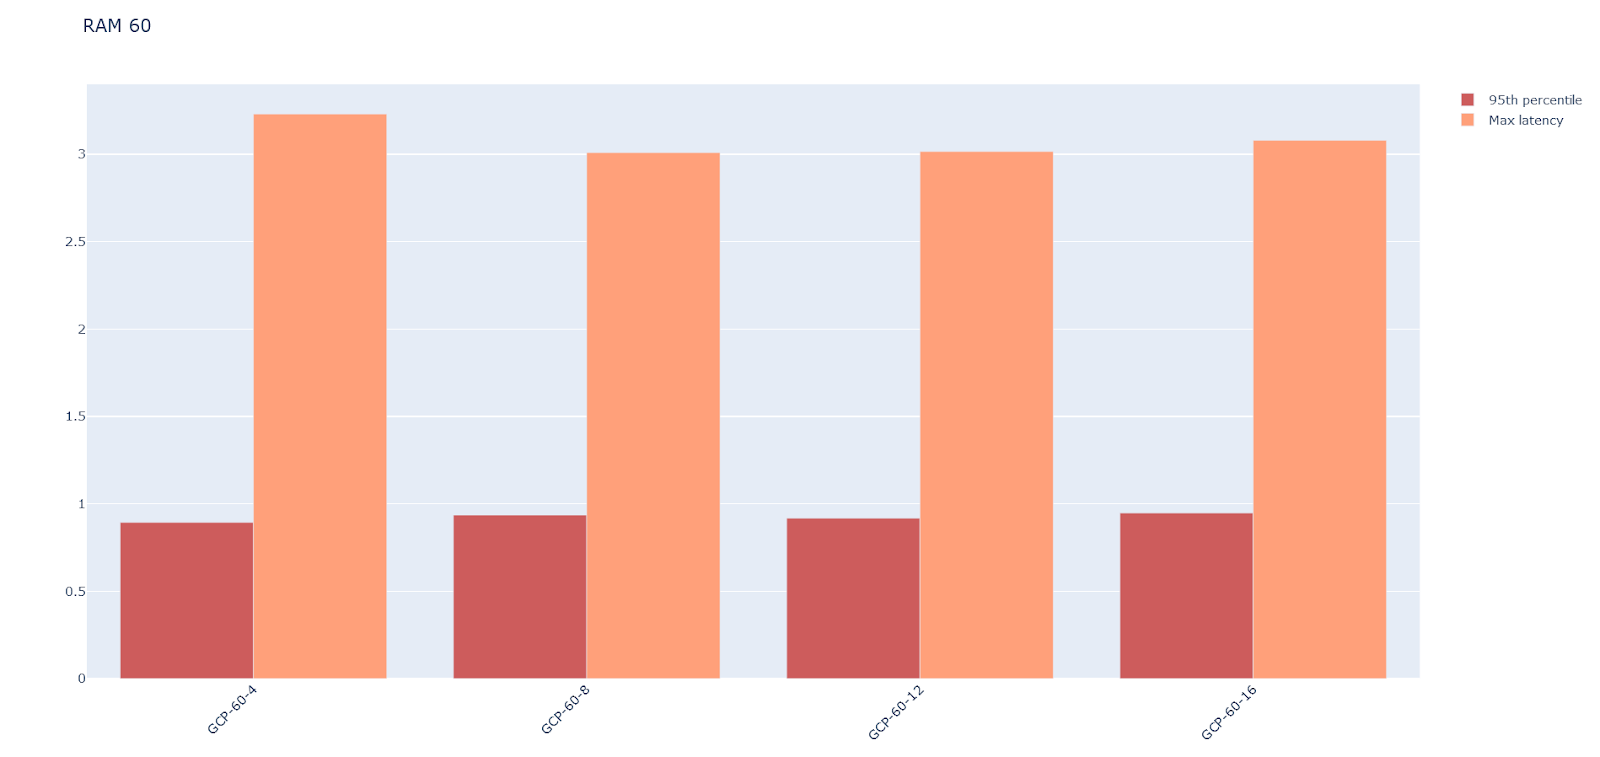 RAM 60
95th percentile
Max latency
3
2.5
2
1.5
1
0.5
0
GCP-60-4
GCP-60-8
GCP-60-12
GCP-60-16